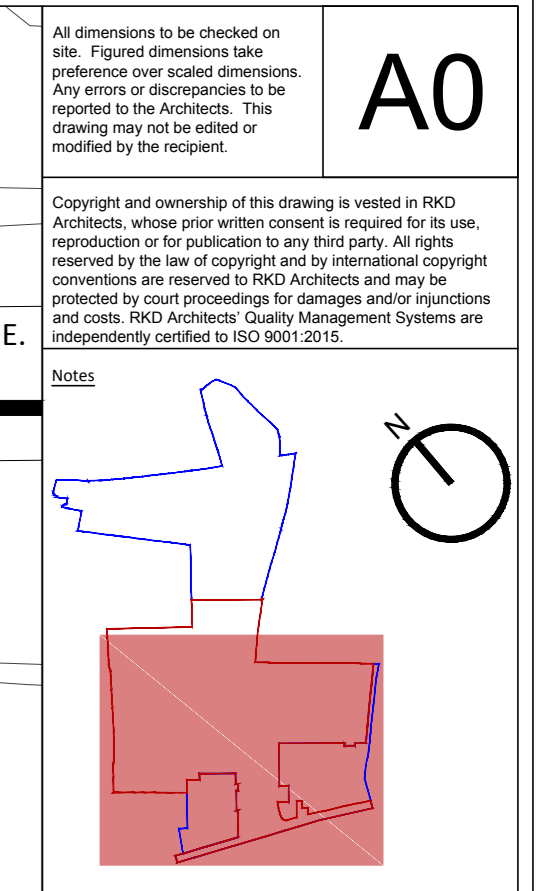 All dimensions to be checked on
site. Figured dimensions take
preference over scaled dimensions.
Any errors or discrepancies to be
reported to the Architects. This
drawing may not be edited or
modified by the recipient.
A0
Copyright and ownership of this drawing is vested in RKD
Architects, whose prior written consent is required for its use,
reproduction or for publication to any third party. All rights
reserved by the law of copyright and by international copyright
conventions are reserved to RKD Architects and may be
protected by court proceedings for damages and/or injunctions
and costs. RKD Architects' Quality Management Systems are
independently certified to ISO 9001:2015.
E.
Notes
N